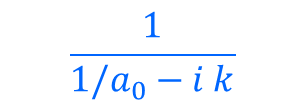 1
1/a₀ − i k